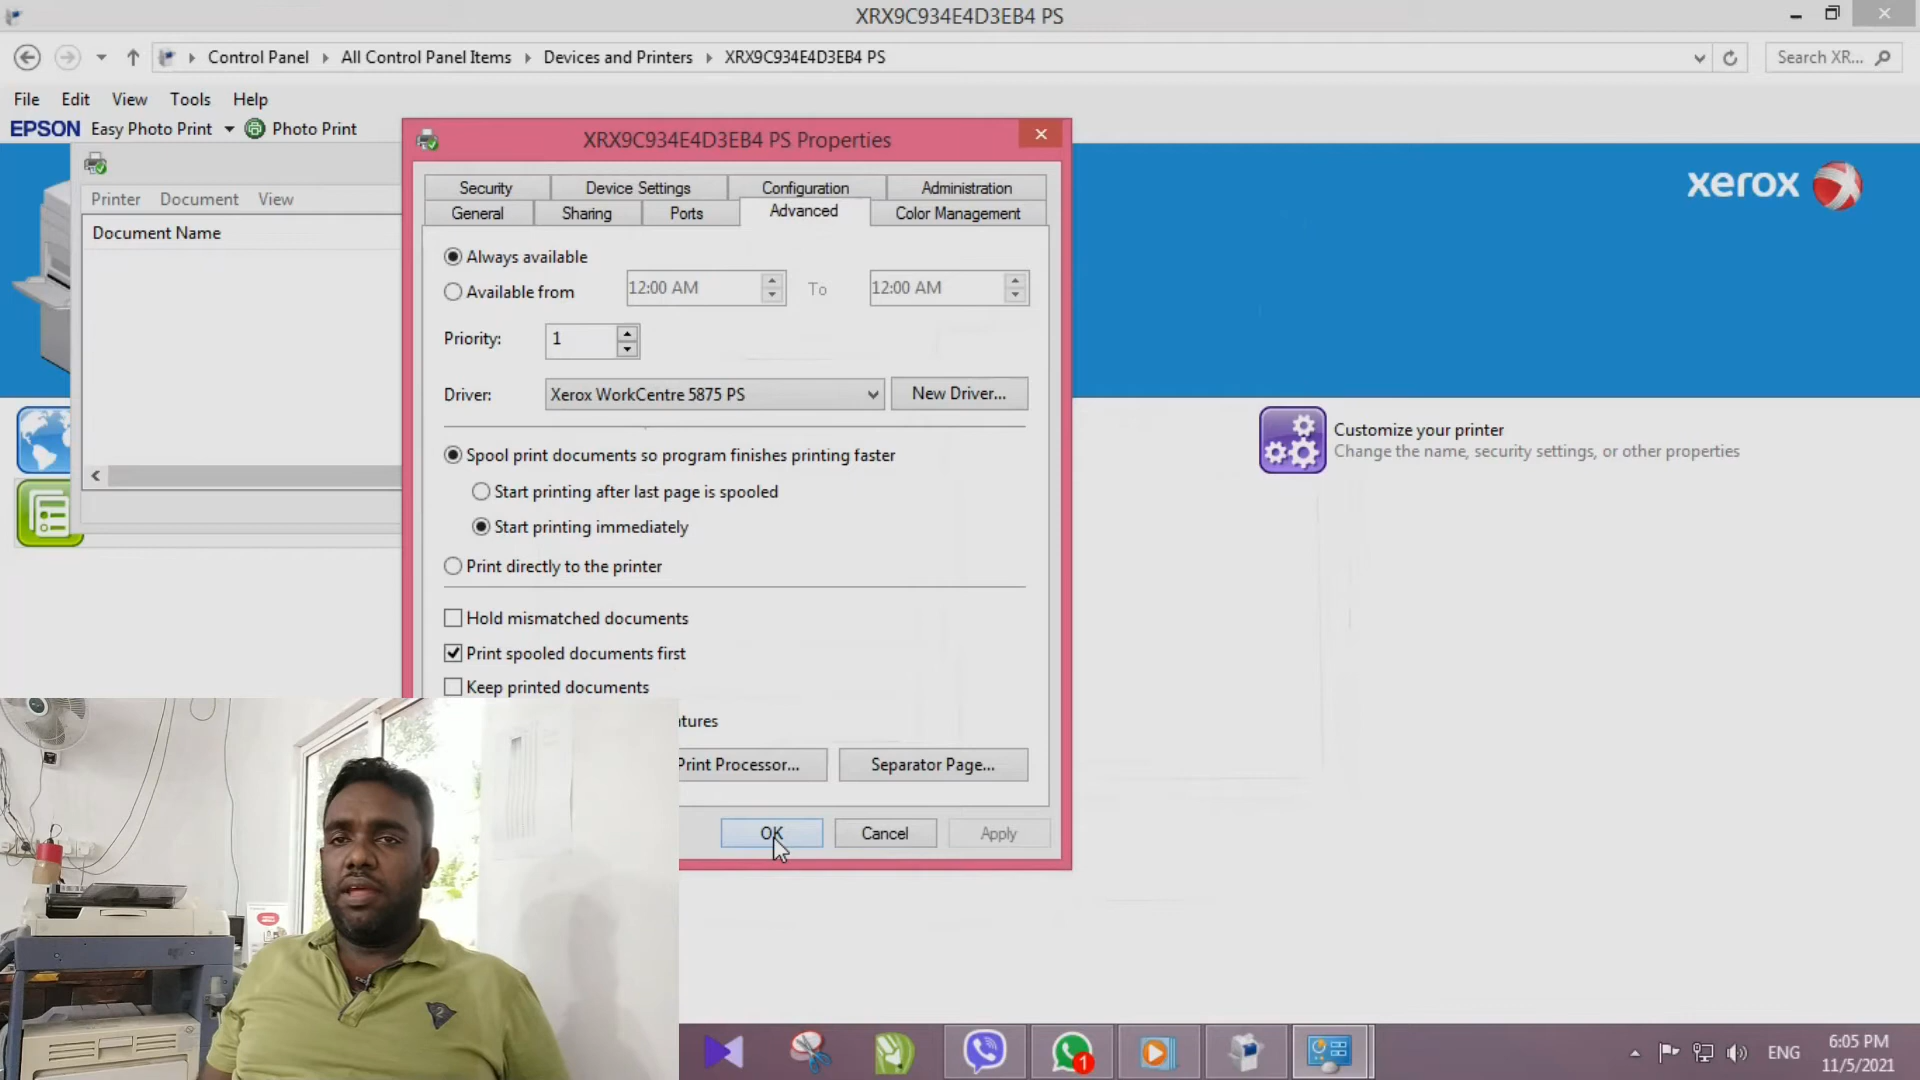 XRX9C934E4D3EB4 PS
Control Panel
All Control Panel Items
Devices and Printers
XRX9C934E4D3EB4 PS
Search XR...
File Edit View Tools Help
EPSON Easy Photo Print Photo Print
xerox
Printer Document View
Document Name
XRX9C934E4D3EB4 PS Properties
Security Device Settings Configuration Administration
General Sharing Ports Advanced Color Management
Always available
Available from 12:00 AM To 12:00 AM
Priority: 1
Driver: Xerox WorkCentre 5875 PS New Driver...
Spool print documents so program finishes printing faster
Start printing after last page is spooled
Start printing immediately
Print directly to the printer
Hold mismatched documents
Print spooled documents first
Keep printed documents
atures
Print Processor... Separator Page...
OK Cancel Apply
Customize your printer
Change the name, security settings, or other properties
1
ENG
6:05 PM
11/5/2021